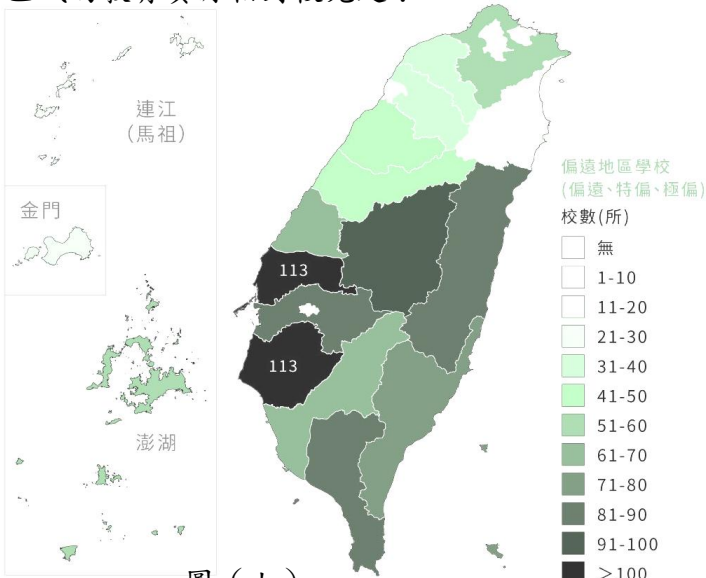 連江
(馬祖)
金門
澎湖
113
113
偏遠地區學校
(偏遠、特偏、極偏)
校數(所)
無
1-10
11-20
21-30
31-40
41-50
51-60
61-70
71-80
81-90
91-100
>100